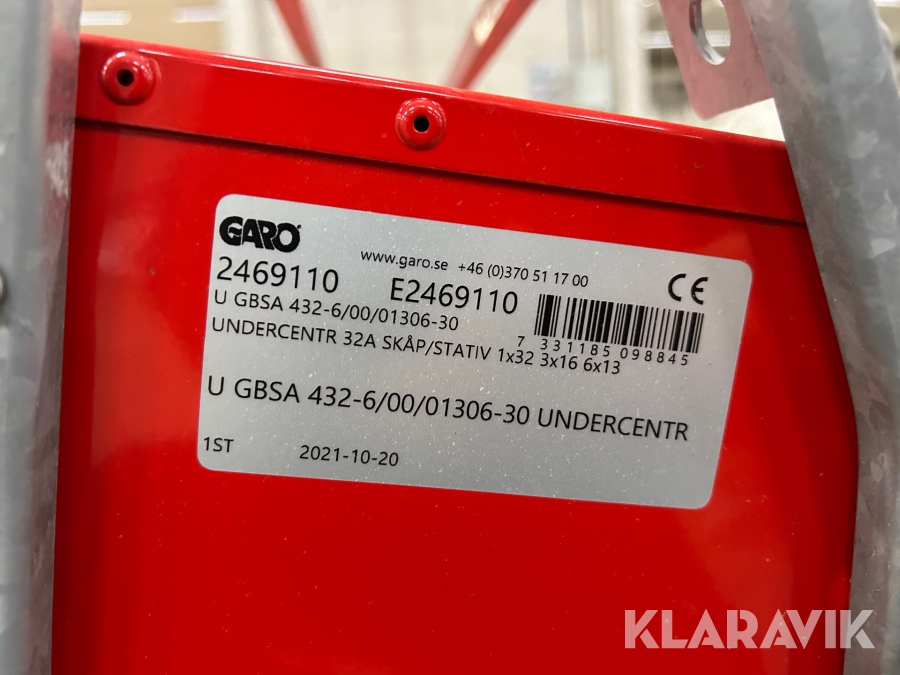 GARO
www.garo.se +46 (0)370 51 17 00
2469110 E2469110
CE
U GBSA 432-6/00/01306-30
7 331185 098845
UNDERCENTR 32A SKÅP/STATIV 1x32 3x16 6x13
U GBSA 432-6/00/01306-30 UNDERCENTR
1ST 2021-10-20
KLARAVIK